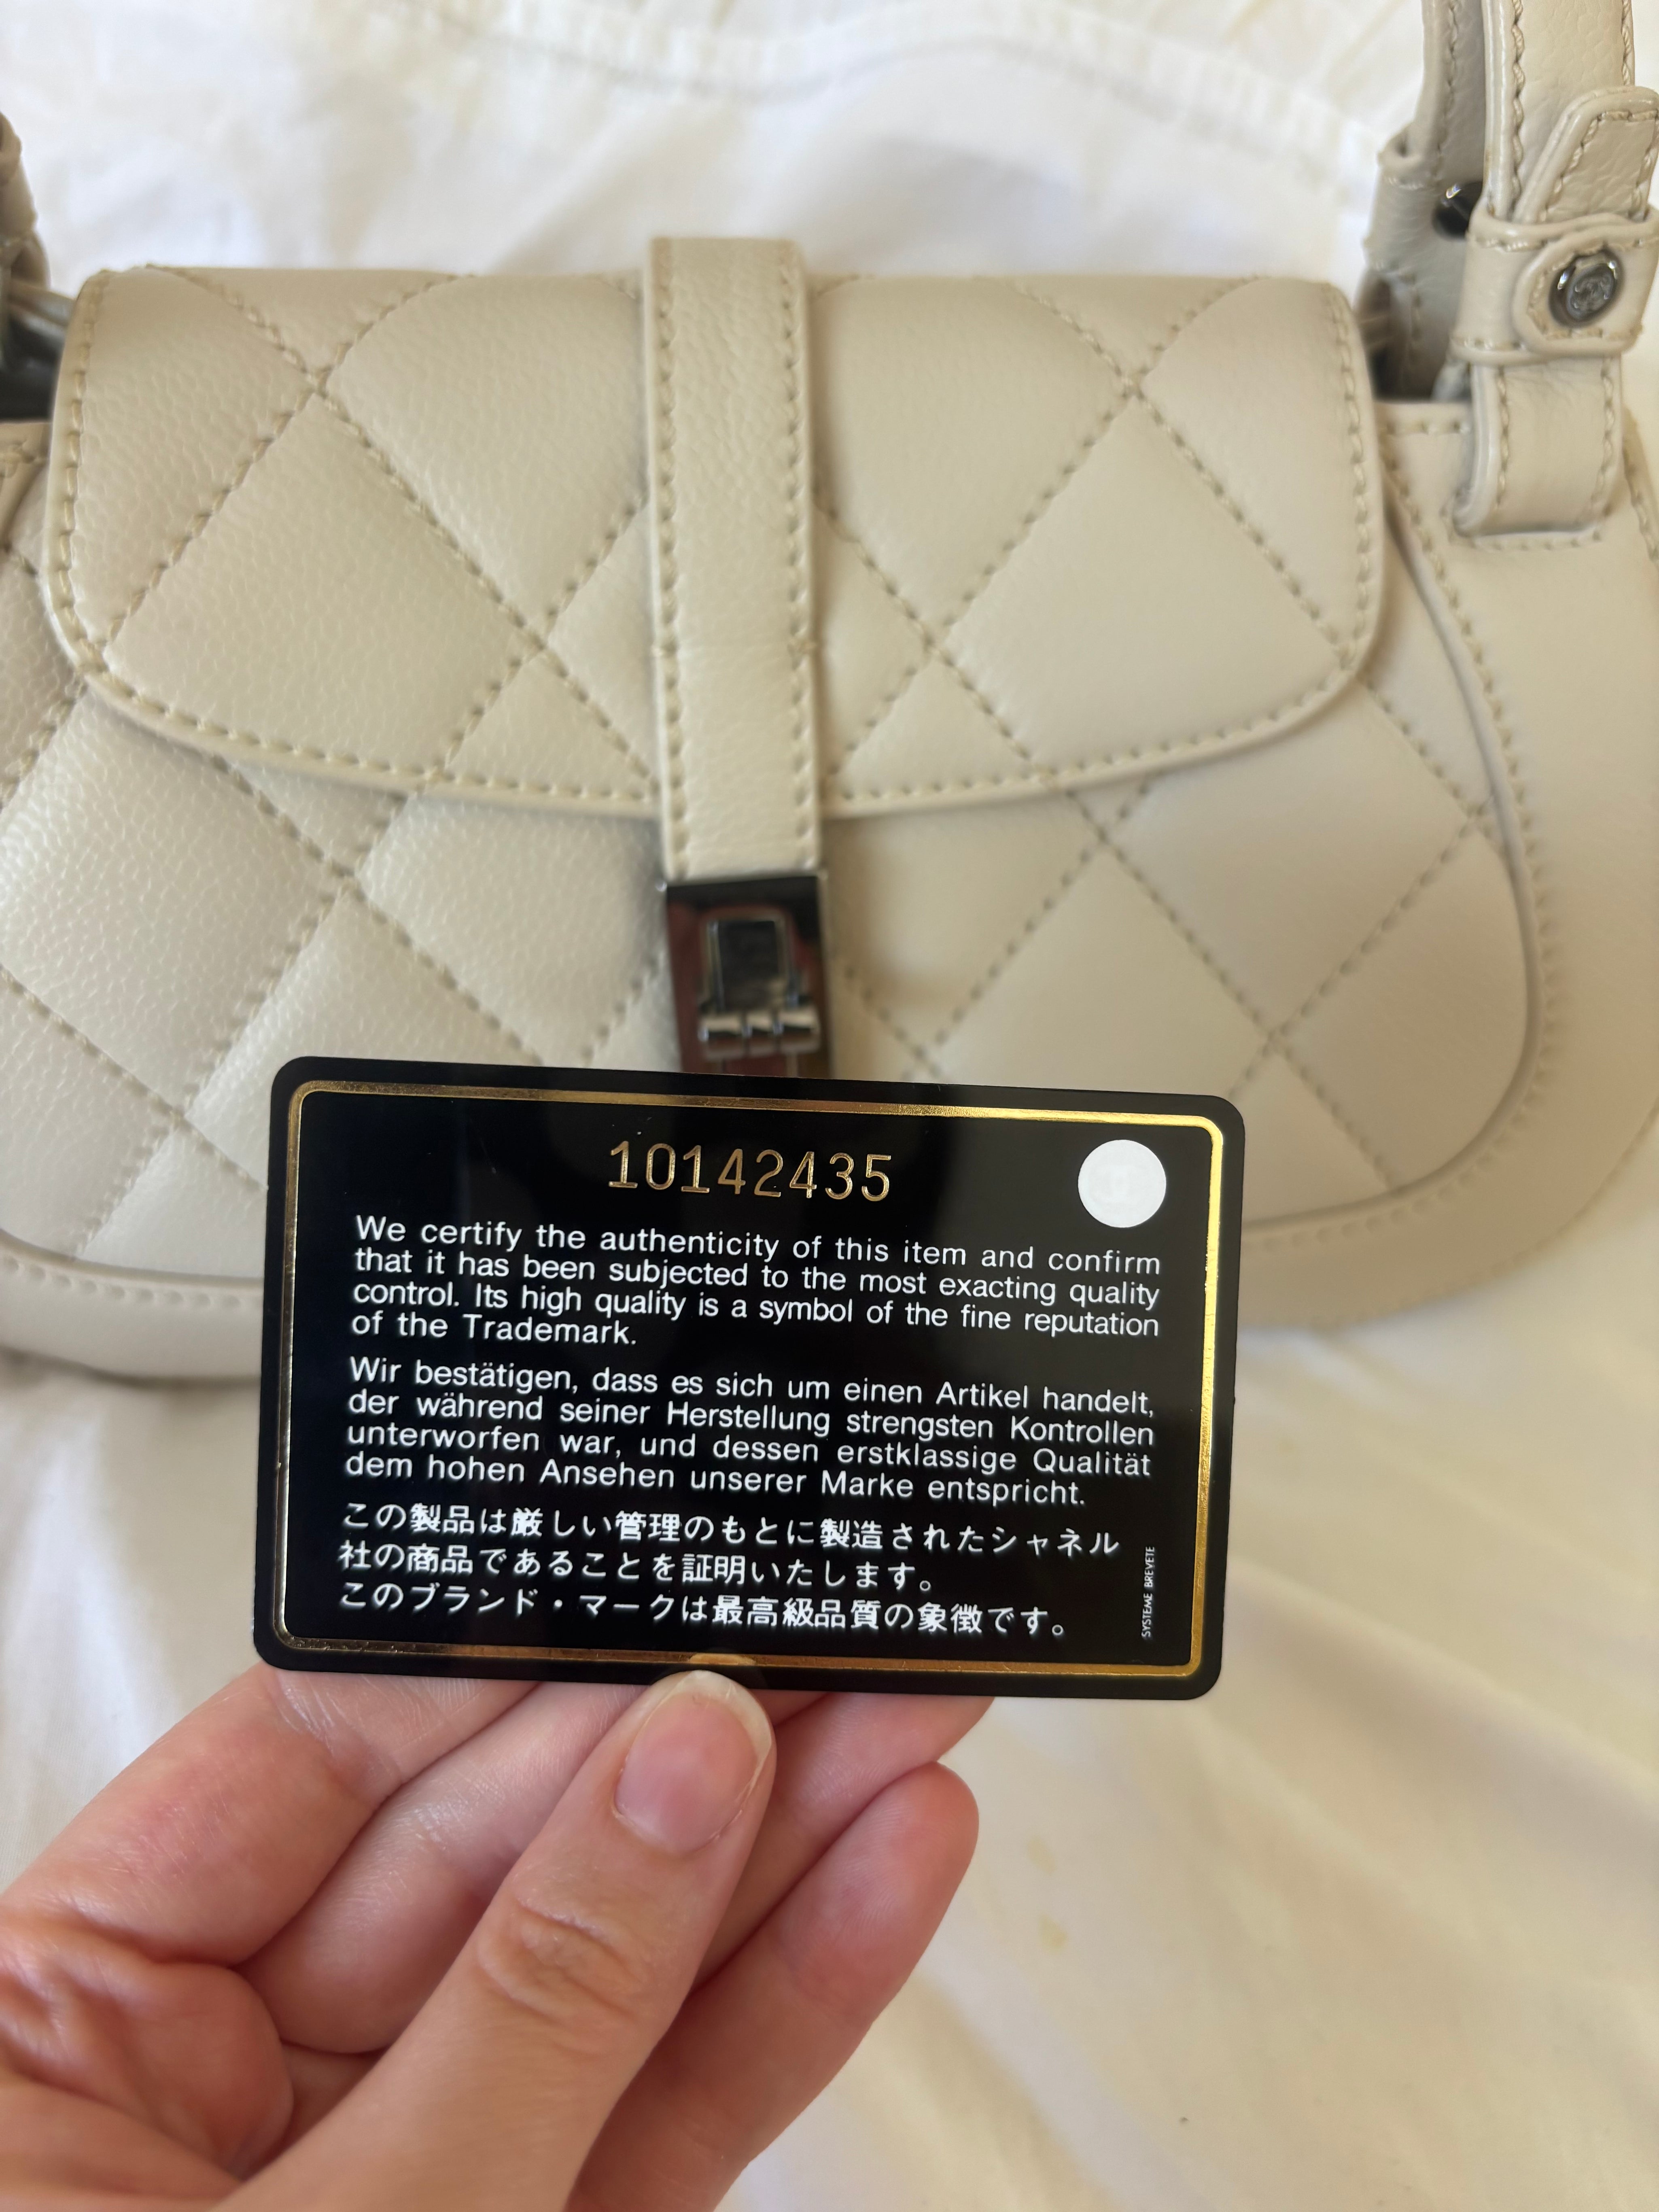 10142435
We certify the authenticity of this item and confirm
that it has been subjected to the most exacting quality
control. Its high quality is a symbol of the fine reputation
of the Trademark.
Wir bestätigen, dass es sich um einen Artikel handelt,
der während seiner Herstellung strengsten Kontrollen
unterworfen war, und dessen erstklassige Qualität
dem hohen Ansehen unserer Marke entspricht.
この製品は厳しい管理のもとに製造されたシャネル
社の商品であることを証明いたします。
このブランド・マークは最高級品質の象徴です。
SYSTEME BREVETE